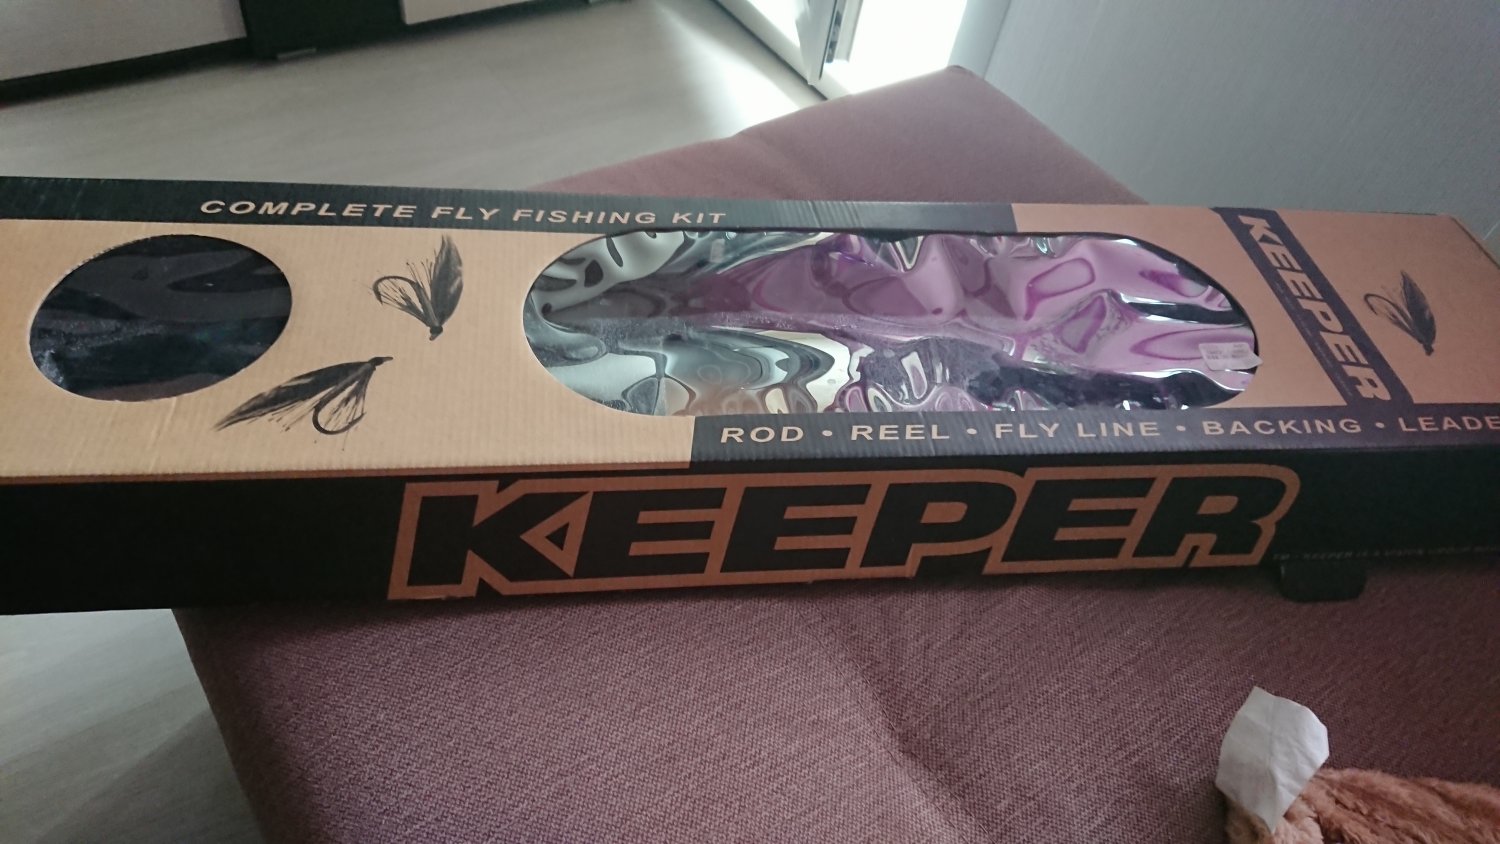 COMPLETE FLY FISHING KIT
KEEPER
ROD • REEL • FLY LINE • BACKING • LEADE
KEEPER